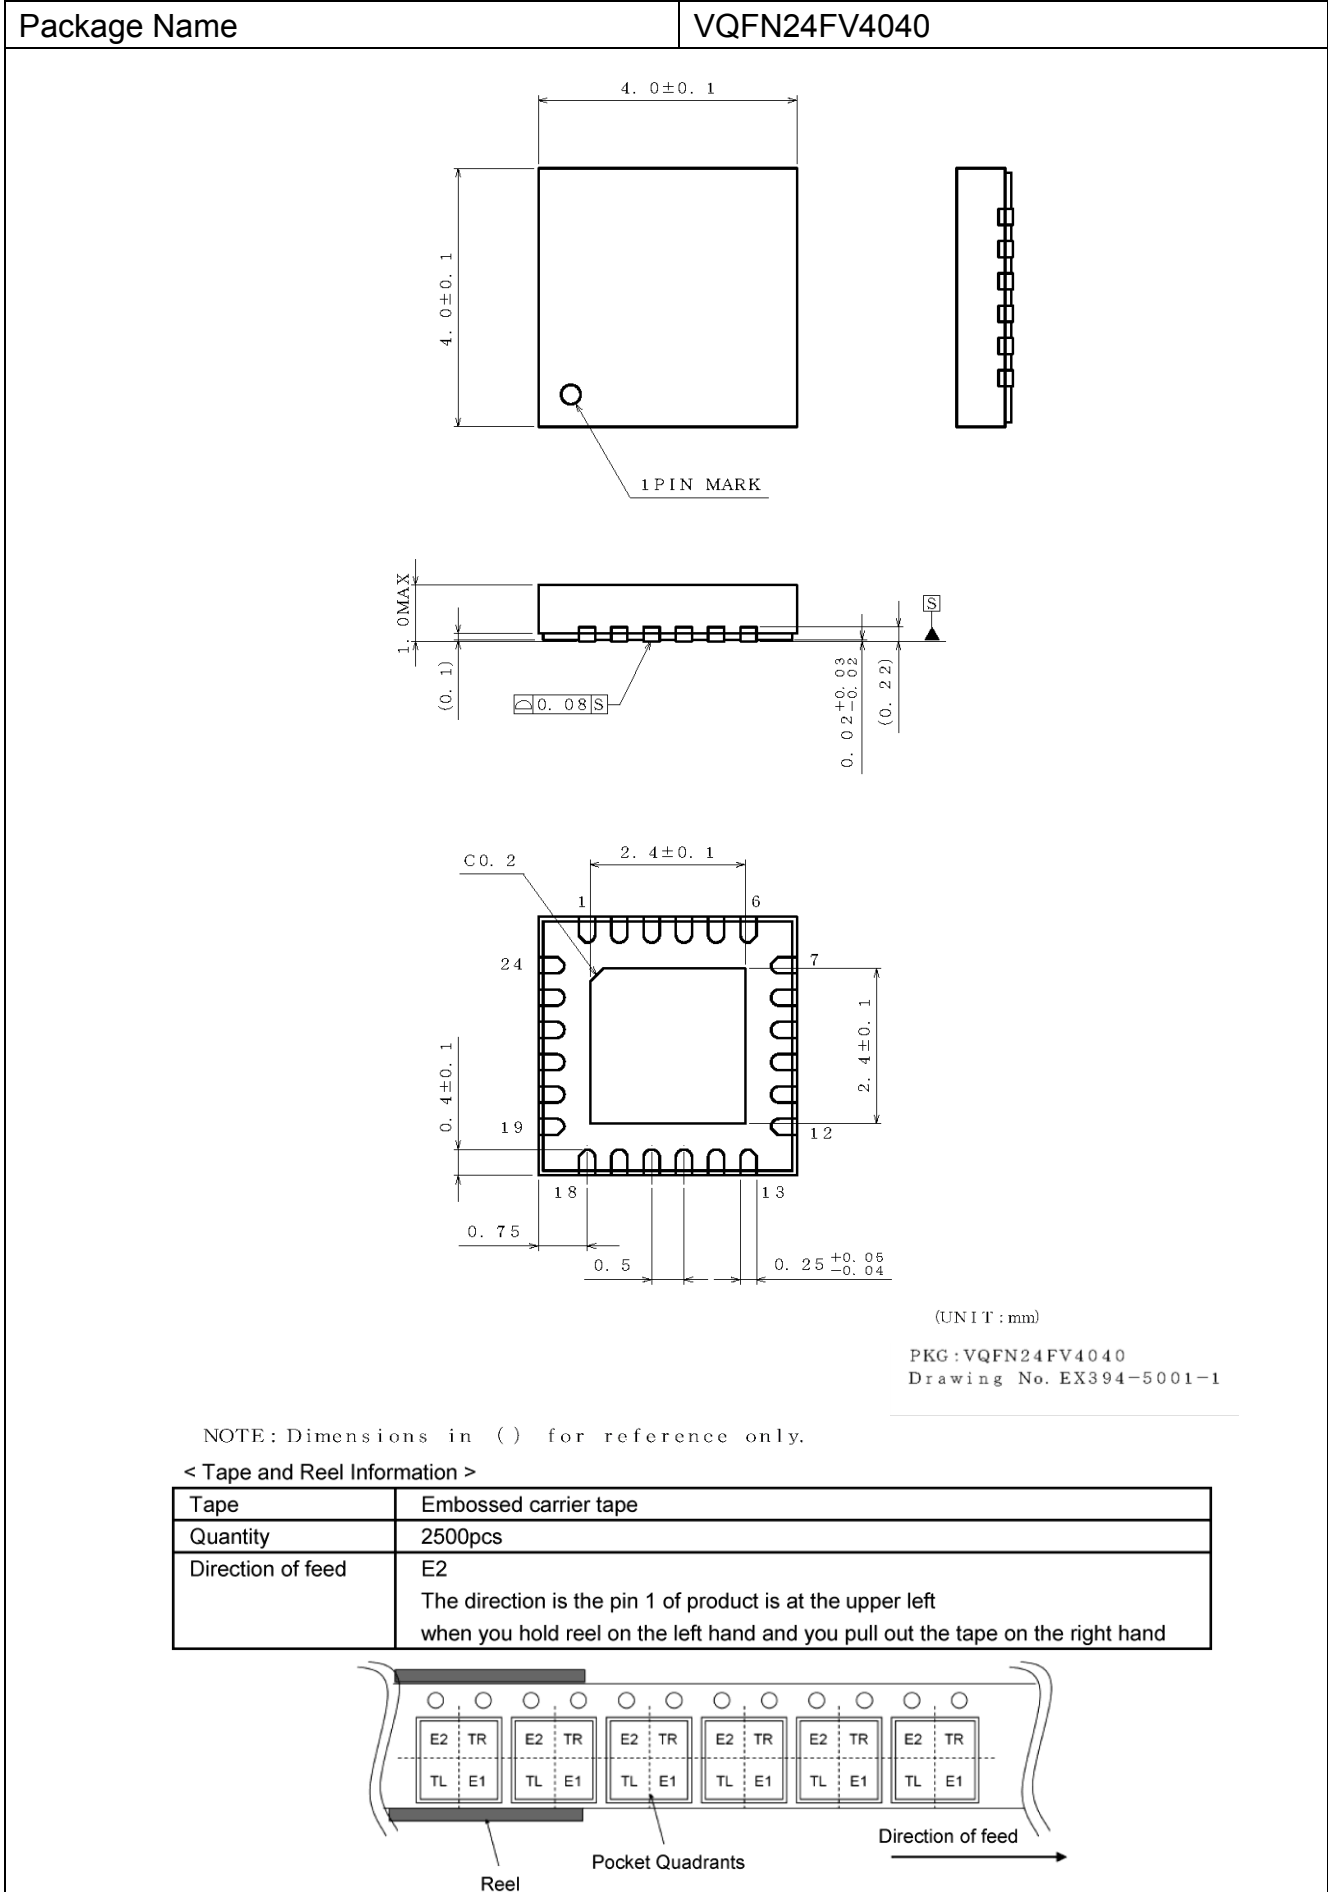 Package Name VQFN24FV4040
4. 0±0. 1
4. 0±0. 1
1PIN MARK
1. 0MAX
(0. 1)
⌓ 0. 08 S
S
0. 02 +0. 03 −0. 02
(0. 22)
C0. 2
2. 4±0. 1
1 6
24 7
2. 4±0. 1
0. 4±0. 1
19 12
18 13
0. 75
0. 5
0. 25 +0. 05 −0. 04
(UNIT:mm)
PKG:VQFN24FV4040
Drawing No. EX394−5001−1
NOTE: Dimensions in ( ) for reference only.
< Tape and Reel Information >
Tape Embossed carrier tape
Quantity 2500pcs
Direction of feed E2
The direction is the pin 1 of product is at the upper left
when you hold reel on the left hand and you pull out the tape on the right hand
E2 TR E2 TR E2 TR E2 TR E2 TR E2 TR
TL E1 TL E1 TL E1 TL E1 TL E1 TL E1
Direction of feed
Pocket Quadrants
Reel